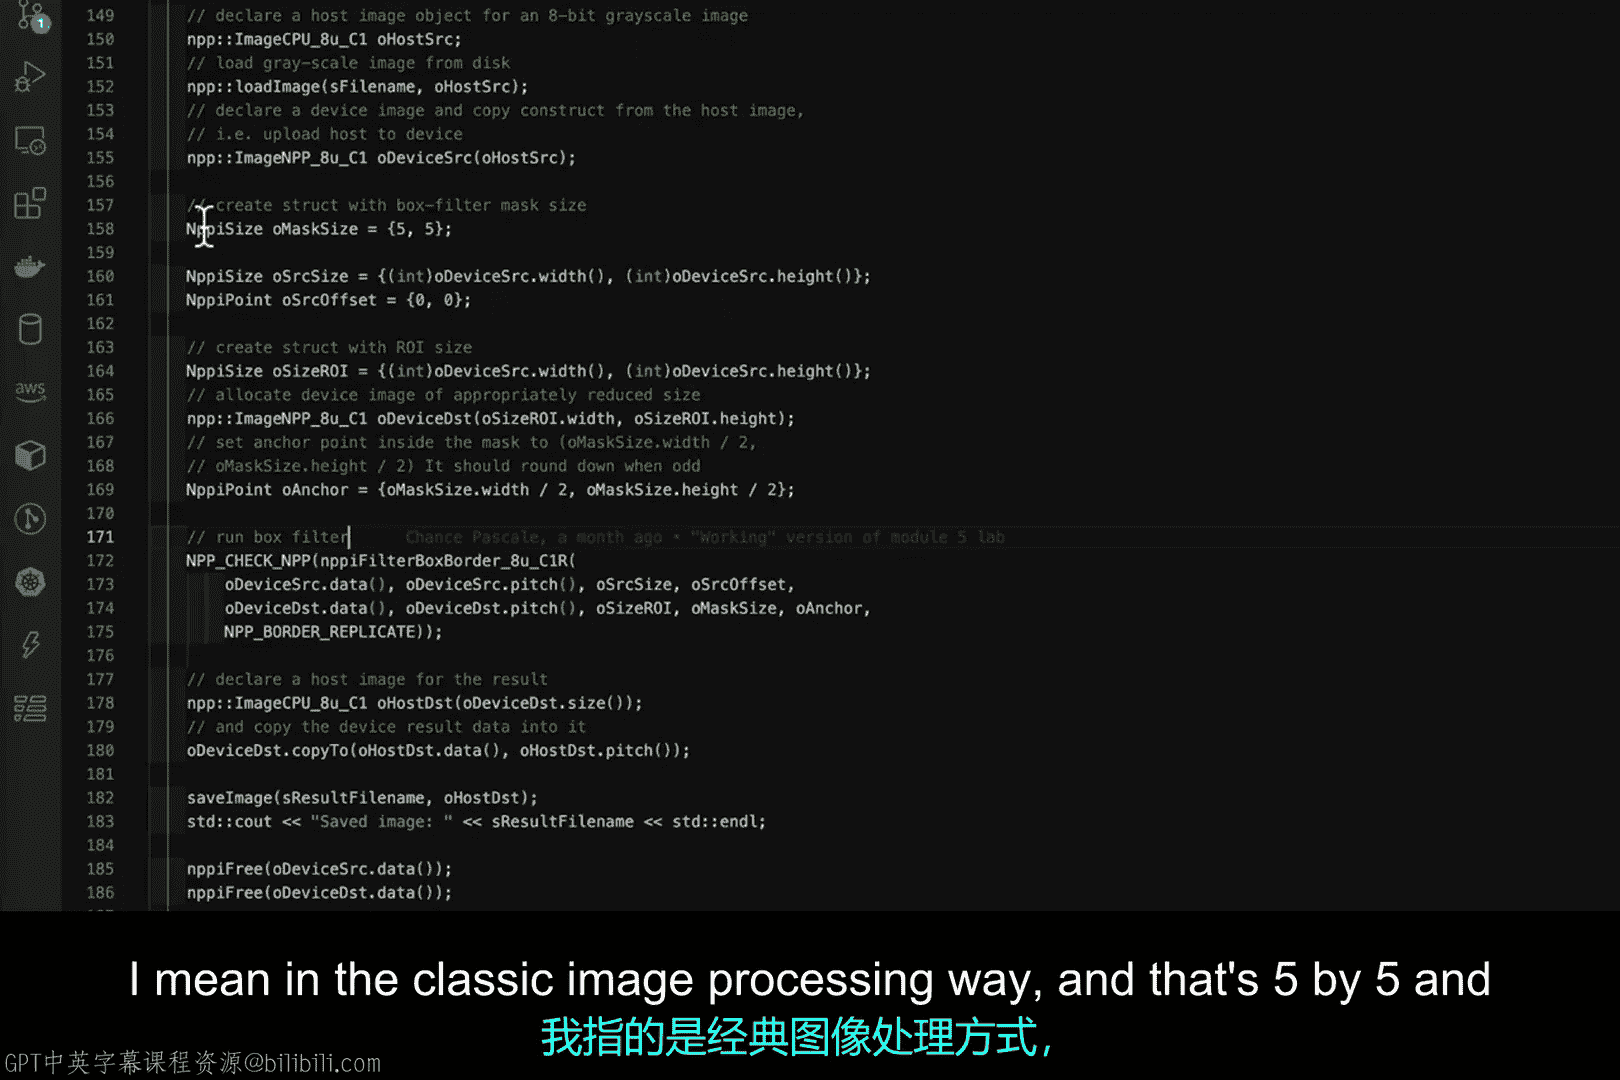 149 // declare a host image object for an 8-bit grayscale image
150 npp::ImageCPU_8u_C1 oHostSrc;
151 // load gray-scale image from disk
152 npp::loadImage(sFilename, oHostSrc);
153 // declare a device image and copy construct from the host image,
154 // i.e. upload host to device
155 npp::ImageNPP_8u_C1 oDeviceSrc(oHostSrc);
156
157 // create struct with box-filter mask size
158 NppiSize oMaskSize = {5, 5};
159
160 NppiSize oSrcSize = {(int)oDeviceSrc.width(), (int)oDeviceSrc.height()};
161 NppiPoint oSrcOffset = {0, 0};
162
163 // create struct with ROI size
164 NppiSize oSizeROI = {(int)oDeviceSrc.width(), (int)oDeviceSrc.height()};
165 // allocate device image of appropriately reduced size
166 npp::ImageNPP_8u_C1 oDeviceDst(oSizeROI.width, oSizeROI.height);
167 // set anchor point inside the mask to (oMaskSize.width / 2,
168 // oMaskSize.height / 2) It should round down when odd
169 NppiPoint oAnchor = {oMaskSize.width / 2, oMaskSize.height / 2};
170
171 // run box filter Chance Pascale, a month ago • "Working" version of module 5 lab
172 NPP_CHECK_NPP(nppiFilterBoxBorder_8u_C1R(
173 oDeviceSrc.data(), oDeviceSrc.pitch(), oSrcSize, oSrcOffset,
174 oDeviceDst.data(), oDeviceDst.pitch(), oSizeROI, oMaskSize, oAnchor,
175 NPP_BORDER_REPLICATE));
176
177 // declare a host image for the result
178 npp::ImageCPU_8u_C1 oHostDst(oDeviceDst.size());
179 // and copy the device result data into it
180 oDeviceDst.copyTo(oHostDst.data(), oHostDst.pitch());
181
182 saveImage(sResultFilename, oHostDst);
183 std::cout << "Saved image: " << sResultFilename << std::endl;
184
185 nppiFree(oDeviceSrc.data());
186 nppiFree(oDeviceDst.data());
1
aws
I mean in the classic image processing way, and that's 5 by 5 and
我指的是经典图像处理方式，
GPT中英字幕课程资源@bilibili.com